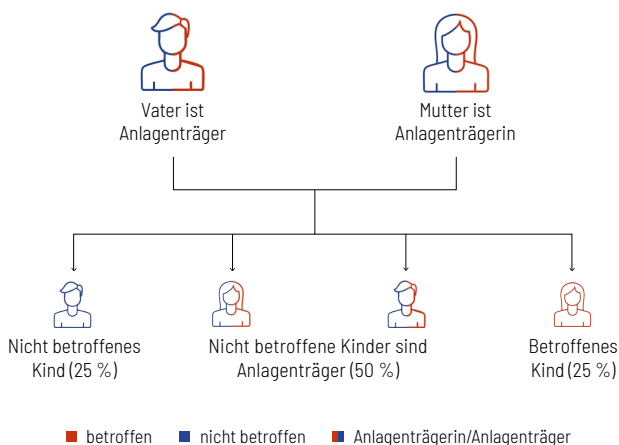 Vater ist
Anlagenträger
Mutter ist
Anlagenträgerin
Nicht betroffenes
Kind (25 %)
Nicht betroffene Kinder sind
Anlagenträger (50 %)
Betroffenes
Kind (25 %)
betroffen nicht betroffen Anlagenträgerin/Anlagenträger